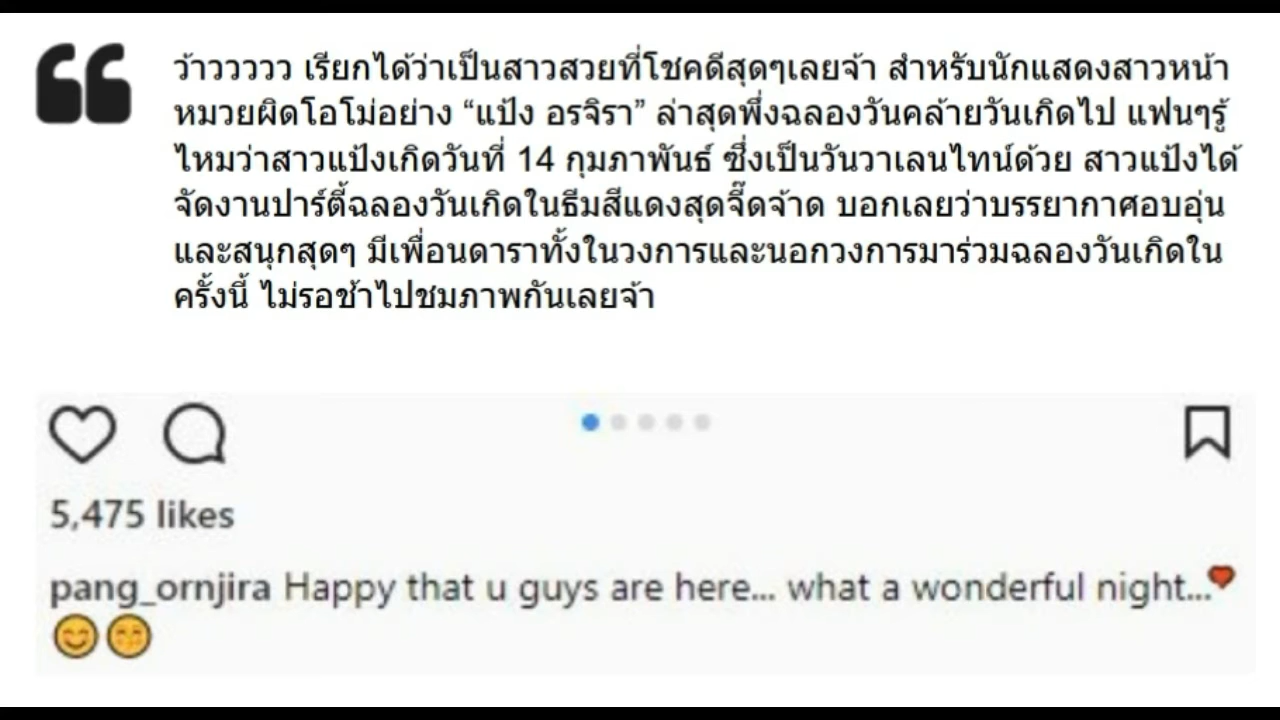 ว้าววววว เรียกได้ว่าเป็นสาวสวยที่โชคดีสุดๆเลยจ้า สำหรับนักแสดงสาวหน้า
หมวยผิดโอโม่อย่าง “แป้ง อรจิรา” ล่าสุดพึ่งฉลองวันคล้ายวันเกิดไป แฟนๆรู้
ไหมว่าสาวแป้งเกิดวันที่ 14 กุมภาพันธ์ ซึ่งเป็นวันวาเลนไทน์ด้วย สาวแป้งได้
จัดงานปาร์ตี้ฉลองวันเกิดในธีมสีแดงสุดจี๊ดจ้าด บอกเลยว่าบรรยากาศอบอุ่น
และสนุกสุดๆ มีเพื่อนดาราทั้งในวงการและนอกวงการมาร่วมฉลองวันเกิดใน
ครั้งนี้ ไม่รอช้าไปชมภาพกันเลยจ้า
5,475 likes
pang_ornjira Happy that u guys are here... what a wonderful night...❤
😊😁